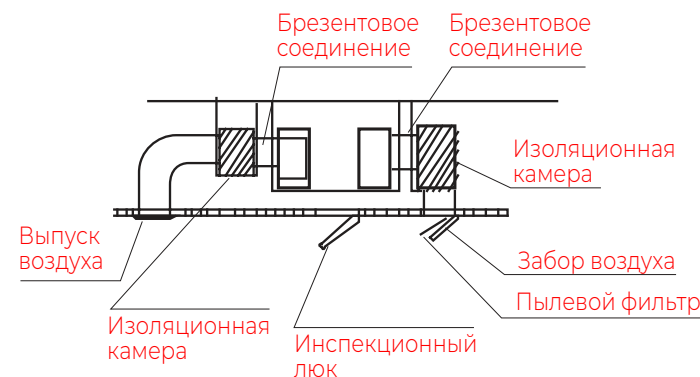 Брезентовое
соединение
Брезентовое
соединение
Изоляционная
камера
Выпуск
воздуха
Забор воздуха
Пылевой фильтр
Изоляционная
камера
Инспекционный
люк